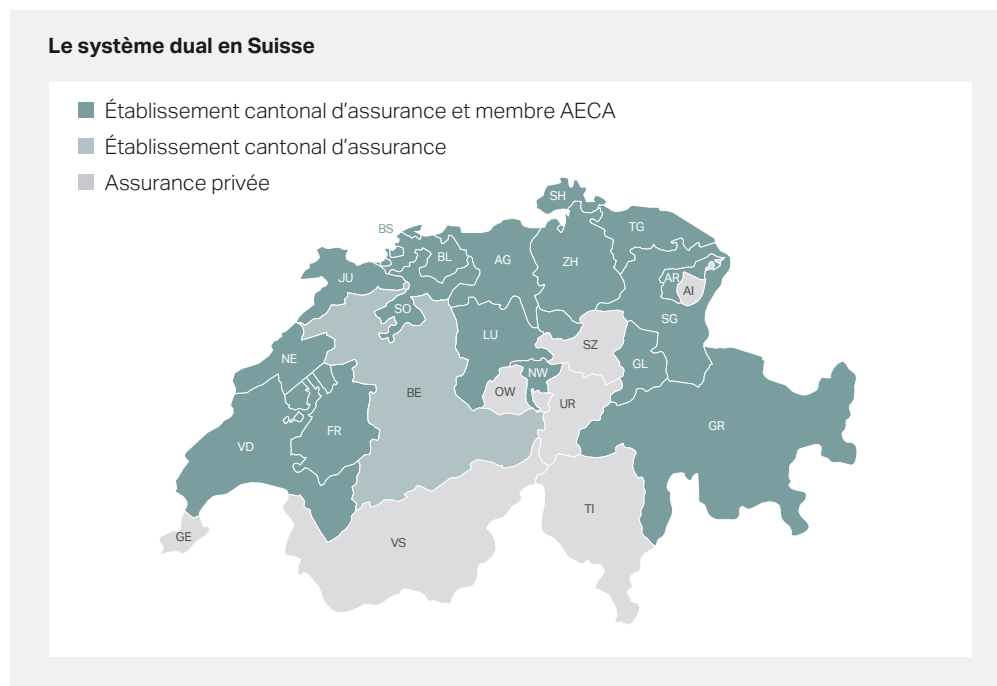 Le système dual en Suisse
Établissement cantonal d’assurance et membre AECA
Établissement cantonal d’assurance
Assurance privée
SH
BS
TG
BL
AG
ZH
JU
AR
AI
SO
SG
LU
SZ
NE
GL
NW
OW
BE
UR
GR
FR
VD
TI
GE
VS